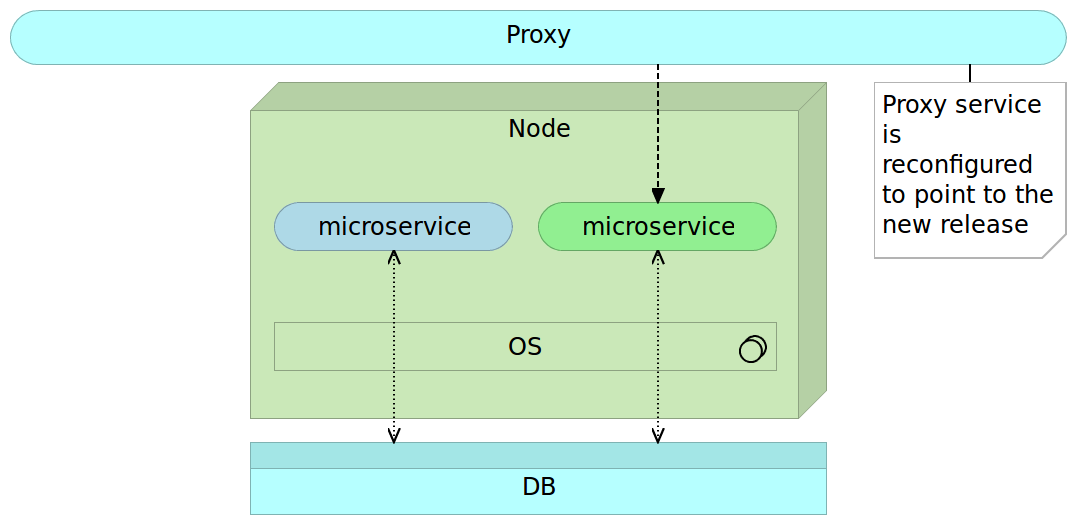 Proxy
Proxy service
is
reconfigured
to point to the
new release
Node
microservice
microservice
OS
DB